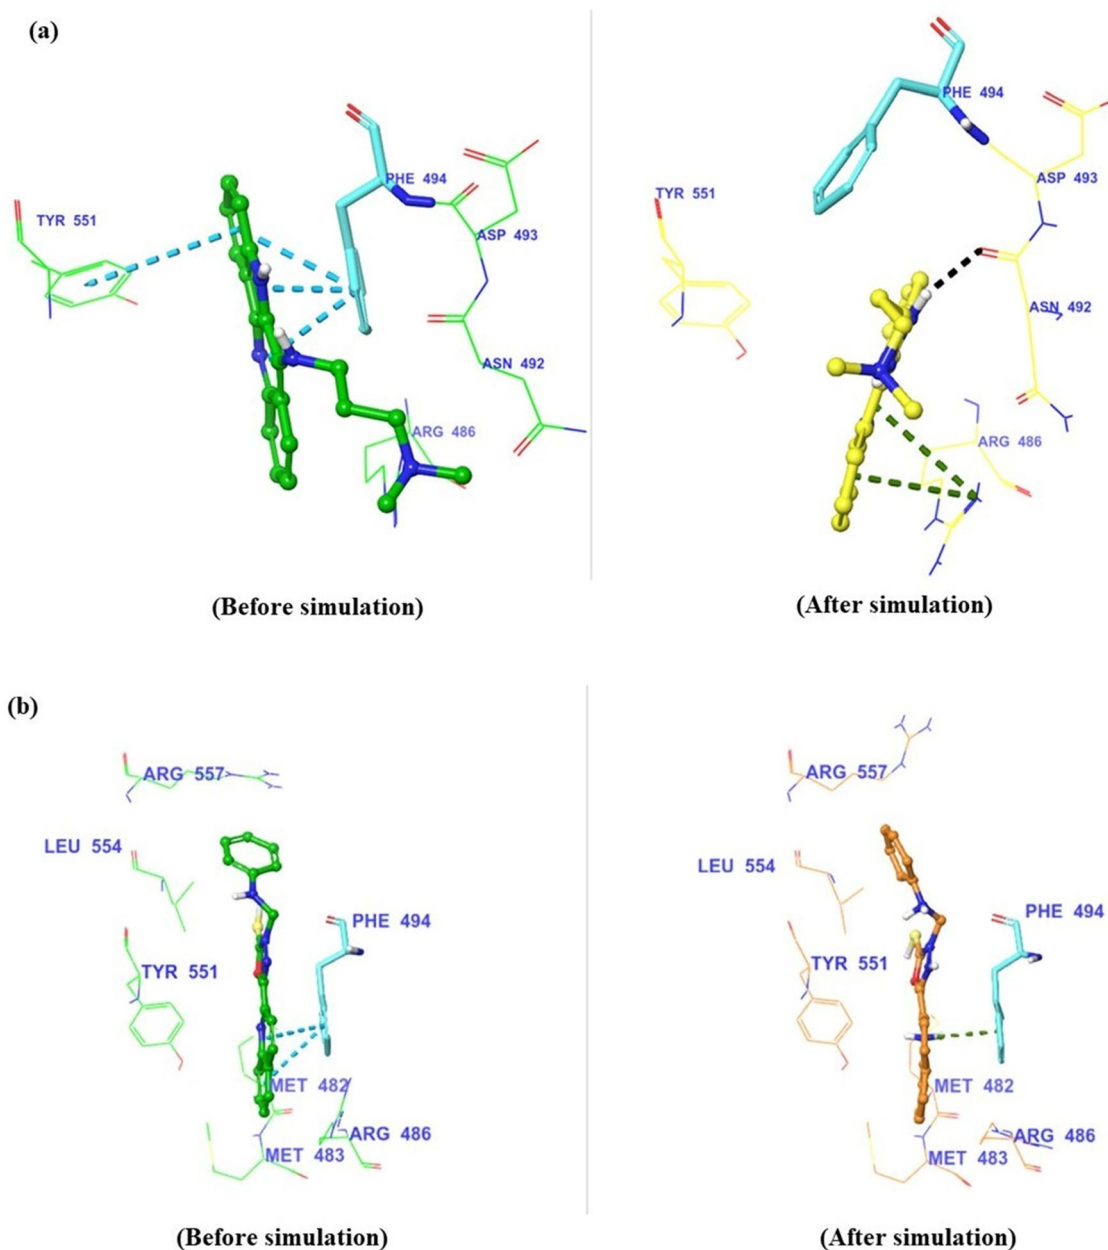 (a)
PHE 494
TYR 551
ASP 493
ASN 492
ARG 486
(Before simulation)
PHE 494
ASP 493
TYR 551
ASN 492
ARG 486
(After simulation)
(b)
ARG 557
LEU 554
PHE 494
TYR 551
MET 482
ARG 486
MET 483
(Before simulation)
ARG 557
LEU 554
PHE 494
TYR 551
MET 482
ARG 486
MET 483
(After simulation)